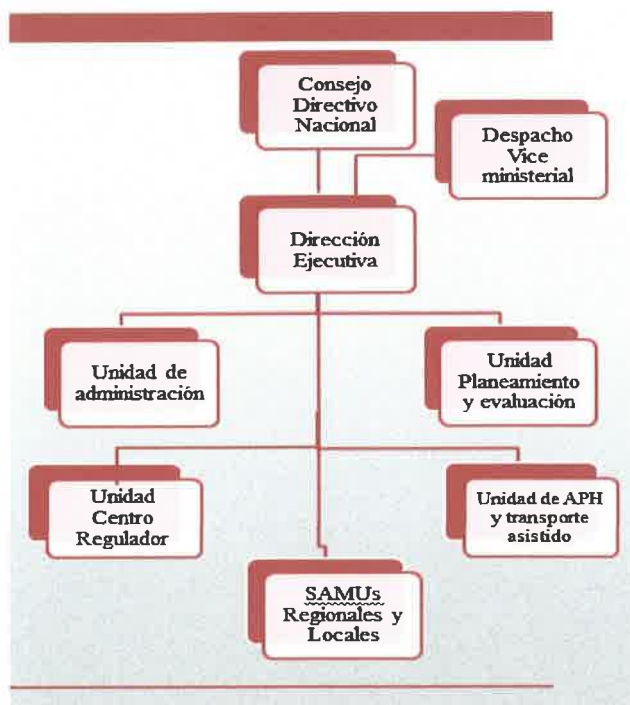 Consejo
Directivo
Nacional
Despacho
Vice
ministerial
Dirección
Ejecutiva
Unidad de
administración
Unidad
Planeamiento
y evaluación
Unidad
Centro
Regulador
Unidad de APH
y transporte
asistido
SAMUs
Regionales y
Locales